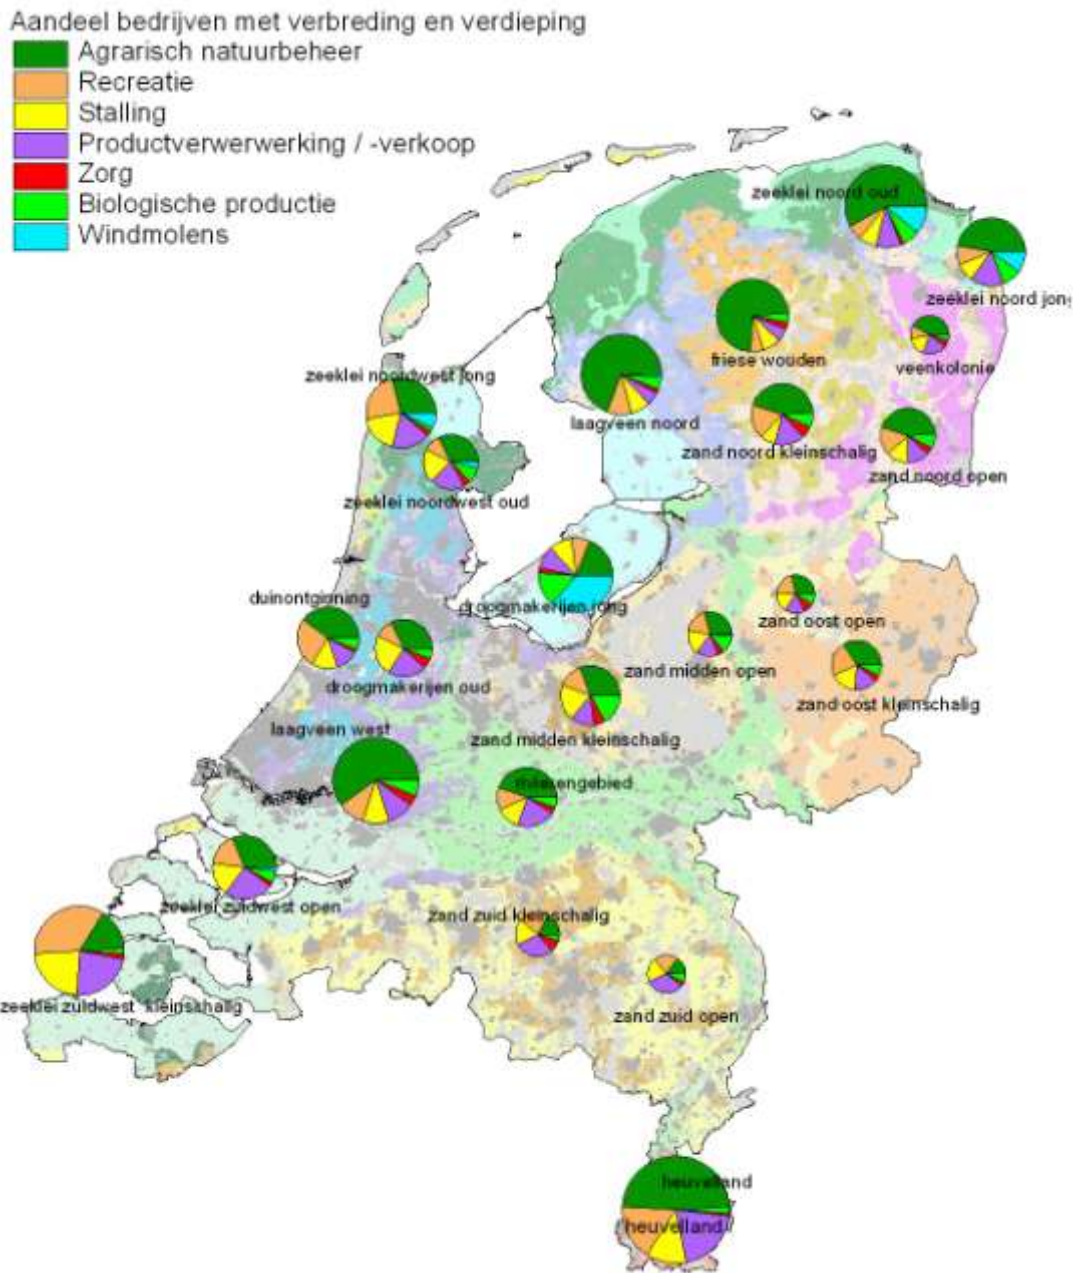 Aandeel bedrijven met verbreding en verdieping
Agrarisch natuurbeheer
Recreatie
Stalling
Productverwerwerking / -verkoop
Zorg
Biologische productie
Windmolens
zeeklei noord oud
zeeklei noord jong
friese wouden
veenkolonie
zeeklei noordwest jong
laagveen noord
zand noord kleinschalig
zand noord open
zeeklei noordwest oud
duinontginning
droogmakerijen jong
zand oost open
zand midden open
droogmakerijen oud
zand oost kleinschalig
laagveen west
zand midden kleinschalig
zeeklei zuidwest open
zand zuid kleinschalig
zeeklei zuidwest kleinschalig
zand zuid open
heuvelland
heuvelland